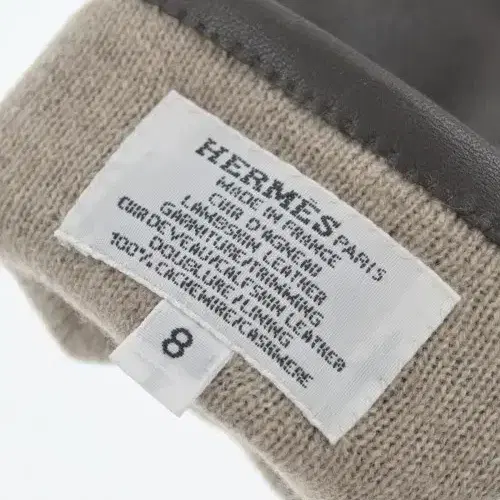 HERMÈS PARIS
MADE IN FRANCE
CUIR D'AGNEAU
LAMBSKIN LEATHER
GARNITURE/TRIMMING
CUIR DE VEAU/CALFSKIN LEATHER
DOUBLURE/LINING
100% CACHEMIRE/CASHMERE
8